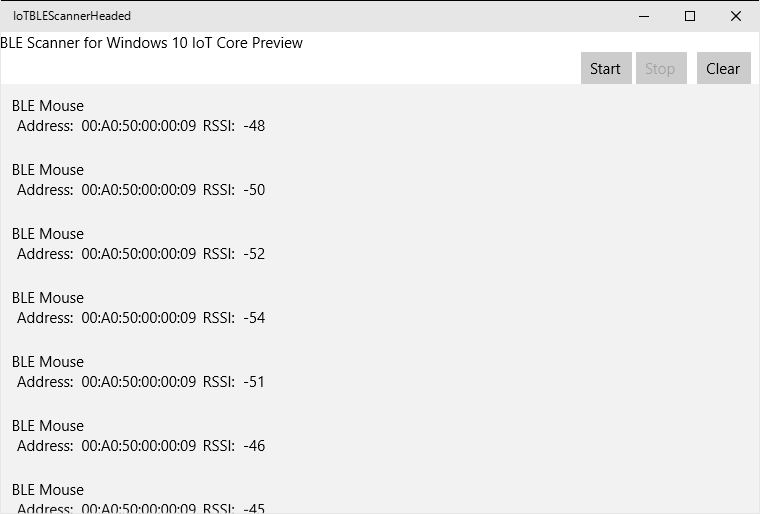 IoTBLEScannerHeaded
BLE Scanner for Windows 10 IoT Core Preview
Start Stop Clear
BLE Mouse
Address: 00:A0:50:00:00:09 RSSI: -48
BLE Mouse
Address: 00:A0:50:00:00:09 RSSI: -50
BLE Mouse
Address: 00:A0:50:00:00:09 RSSI: -52
BLE Mouse
Address: 00:A0:50:00:00:09 RSSI: -54
BLE Mouse
Address: 00:A0:50:00:00:09 RSSI: -51
BLE Mouse
Address: 00:A0:50:00:00:09 RSSI: -46
BLE Mouse
Address: 00:A0:50:00:00:09 RSSI: -45